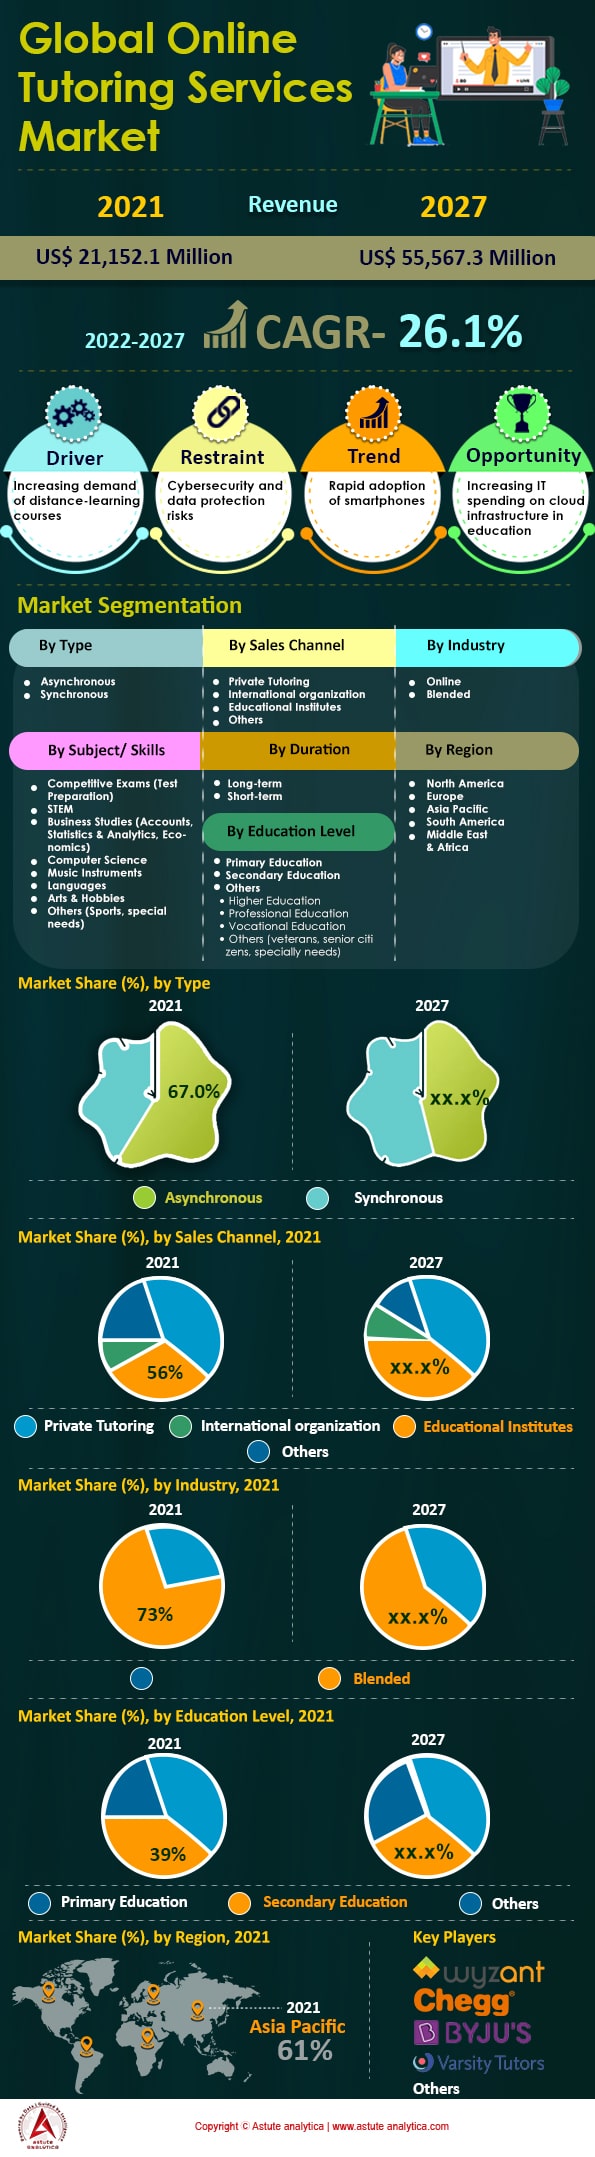 Global Online
Tutoring Services
Market
LIVE
2021
Revenue
2027
US$ 21,152.1 Million
US$ 55,567.3 Million
2022-2027
CAGR- 26.1%
Driver
Increasing demand
of distance-learning
courses
Restraint
Cybersecurity and
data protection
risks
Trend
Rapid adoption
of smartphones
Opportunity
Increasing IT
spending on cloud
infrastructure in
education
Market Segmentation
By Type
Asynchronous
Synchronous
By Sales Channel
Private Tutoring
International organization
Educational Institutes
Others
By Industry
Online
Blended
By Subject/ Skills
Competitive Exams (Test
Preparation)
STEM
Business Studies (Accounts,
Statistics & Analytics, Eco-
nomics)
Computer Science
Music Instruments
Languages
Arts & Hobbies
Others (Sports, special
needs)
By Duration
Long-term
Short-term
By Education Level
Primary Education
Secondary Education
Others
• Higher Education
• Professional Education
• Vocational Education
• Others (veterans, senior citi
zens, specially needs)
By Region
North America
Europe
Asia Pacific
South America
Middle East
& Africa
Market Share (%), by Type
2021
2027
67.0%
xx.x%
Asynchronous
Synchronous
Market Share (%), by Sales Channel, 2021
2021
2027
56%
xx.x%
Private Tutoring
International organization
Educational Institutes
Others
Market Share (%), by Industry, 2021
2021
2027
73%
xx.x%
Blended
Market Share (%), by Education Level, 2021
2021
2027
39%
xx.x%
Primary Education
Secondary Education
Others
Market Share (%), by Region, 2021
2021
Asia Pacific
61%
Key Players
wyzant
Chegg®
B BYJU'S
Varsity Tutors
Others
astute
ANALYTICA
Copyright © Astute analytica | www.astute analytica.com